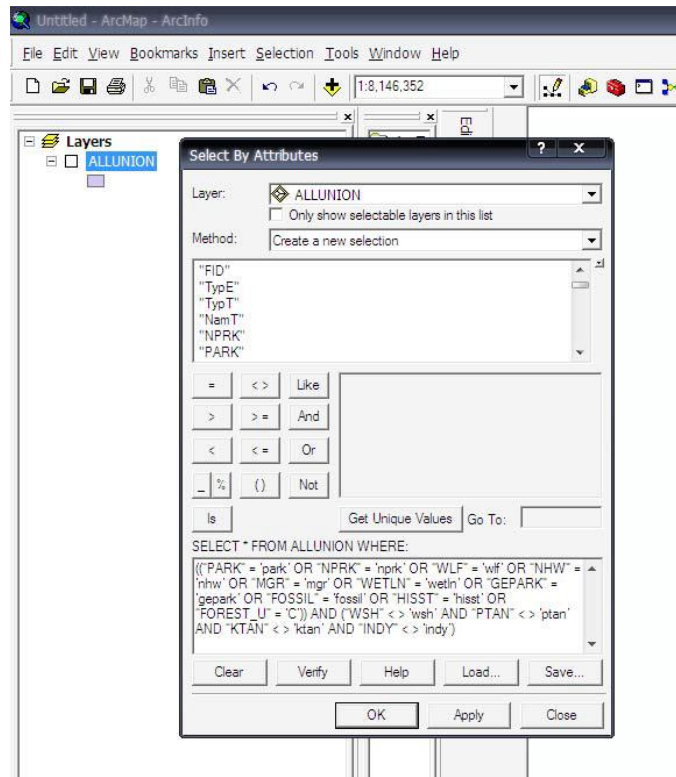 Untitled - ArcMap - ArcInfo
File Edit View Bookmarks Insert Selection Tools Window Help
1:8,146,352
Layers
ALLUNION
Select By Attributes
Layer: ALLUNION
Only show selectable layers in this list
Method: Create a new selection
"FID"
"TypE"
"TypT"
"NamT"
"NPRK"
"PARK"
= < > Like
> > = And
< < = Or
_ % () Not
Is Get Unique Values Go To:
SELECT * FROM ALLUNION WHERE:
(("PARK" = 'park' OR "NPRK" = 'nprk' OR "WLF" = 'wlf' OR "NHW" =
'nhw' OR "MGR" = 'mgr' OR "WETLN" = 'wetln' OR "GEPARK" =
'gepark' OR "FOSSIL" = 'fossil' OR "HISST" = 'hisst' OR
"FOREST_U" = 'C')) AND ("WSH" < > 'wsh' AND "PTAN" < > 'ptan'
AND "KTAN" < > 'ktan' AND "INDY" < > 'indy')
Clear Verify Help Load... Save...
OK Apply Close